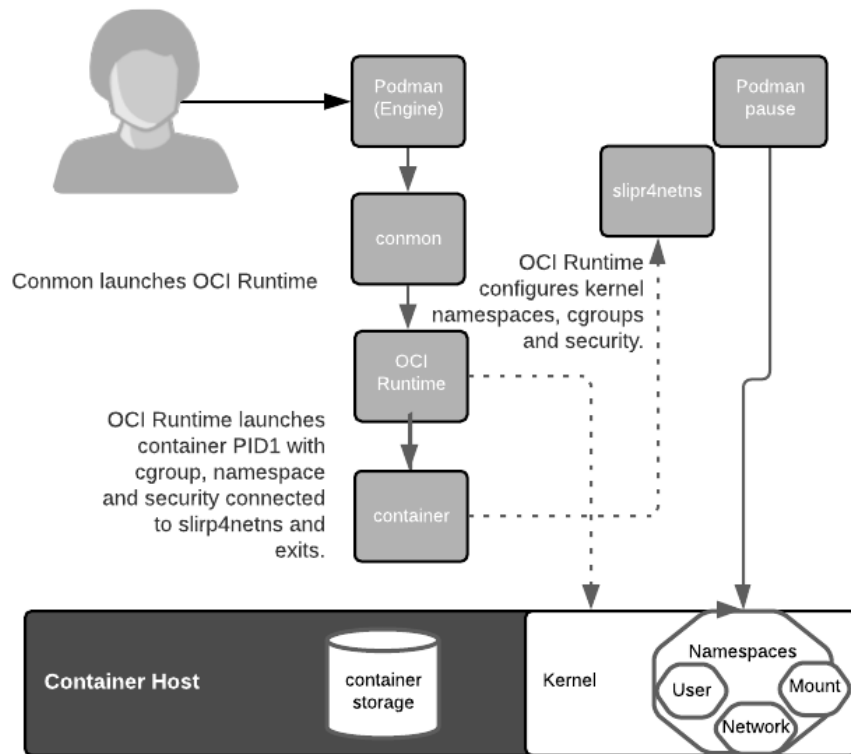 Podman
(Engine)
Podman
pause
slipr4netns
conmon
Conmon launches OCI Runtime
OCI Runtime
configures kernel
namespaces, cgroups
and security.
OCI
Runtime
OCI Runtime launches
container PID1 with
cgroup, namespace
and security connected
to slirp4netns and
exits.
container
Container Host
container
storage
Kernel
Namespaces
User
Mount
Network